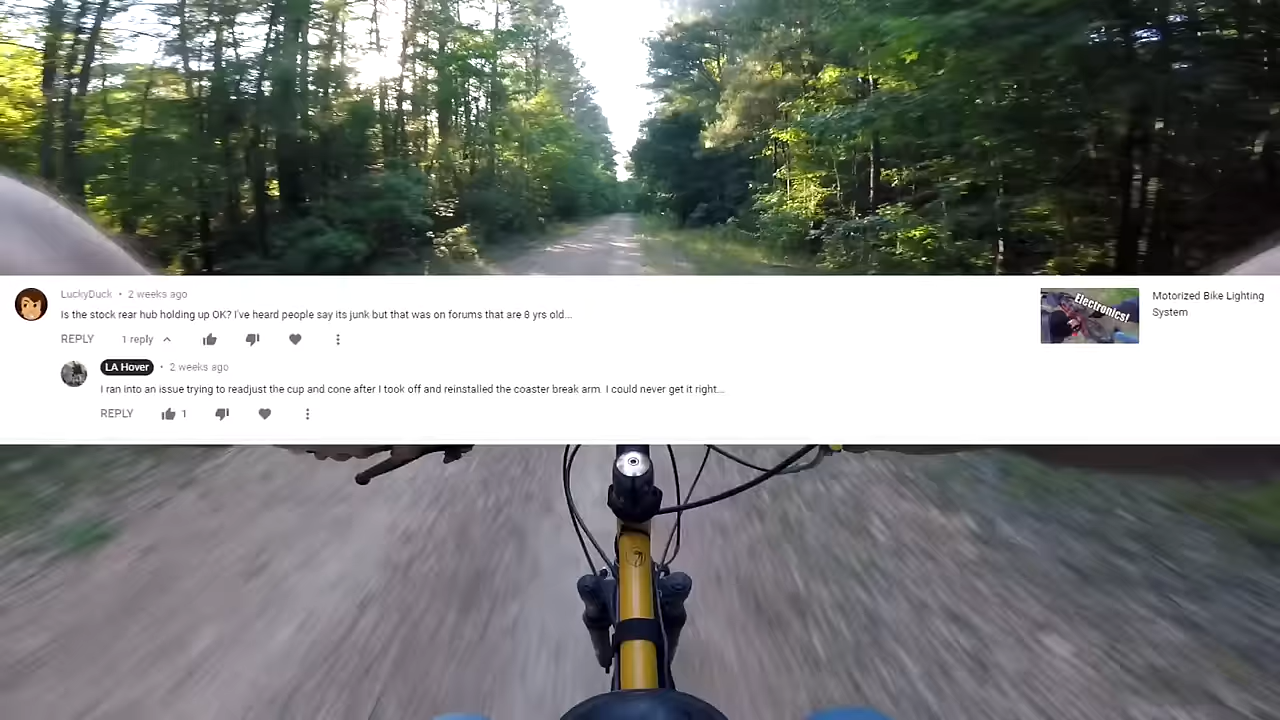 LuckyDuck • 2 weeks ago
Is the stock rear hub holding up OK? I've heard people say its junk but that was on forums that are 8 yrs old...
REPLY 1 reply
LA Hover • 2 weeks ago
I ran into an issue trying to readjust the cup and cone after I took off and reinstalled the coaster break arm. I could never get it right...
REPLY 1
Electronics!
Motorized Bike Lighting
System